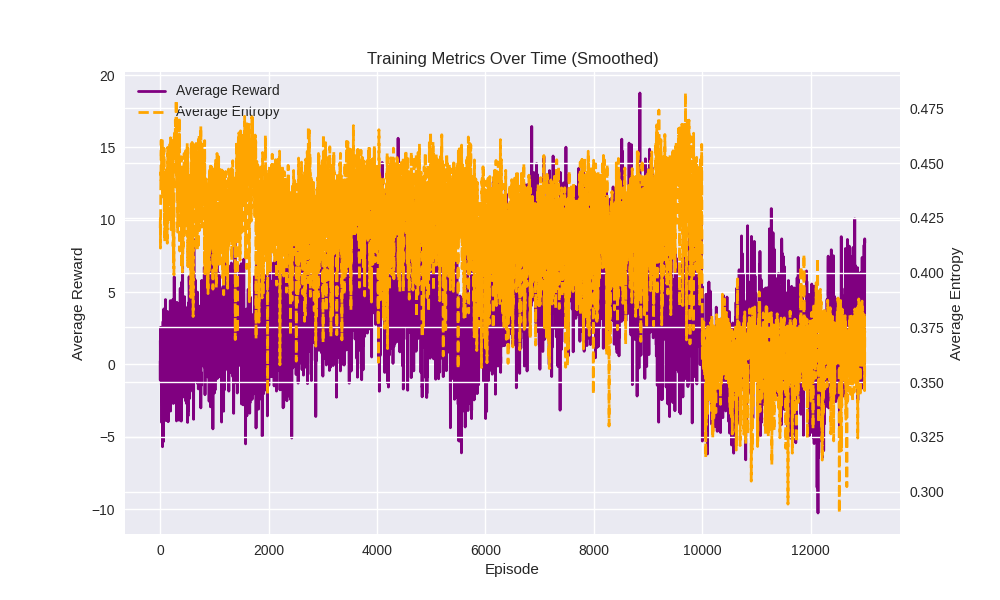 Training Metrics Over Time (Smoothed)
Average Reward
Average Entropy
20
15
10
5
0
−5
−10
Average Reward
0.475
0.450
0.425
0.400
0.375
0.350
0.325
0.300
Average Entropy
0 2000 4000 6000 8000 10000 12000
Episode